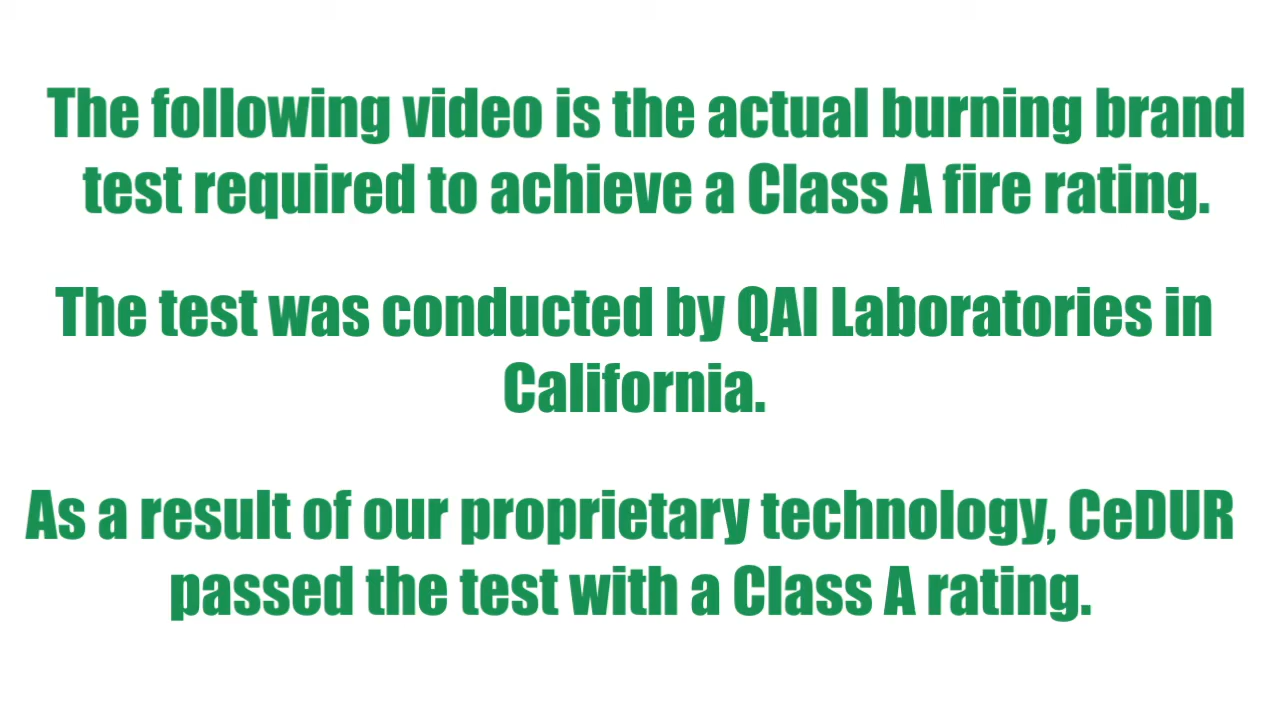 The following video is the actual burning brand
test required to achieve a Class A fire rating.
The test was conducted by QAI Laboratories in
California.
As a result of our proprietary technology, CeDUR
passed the test with a Class A rating.